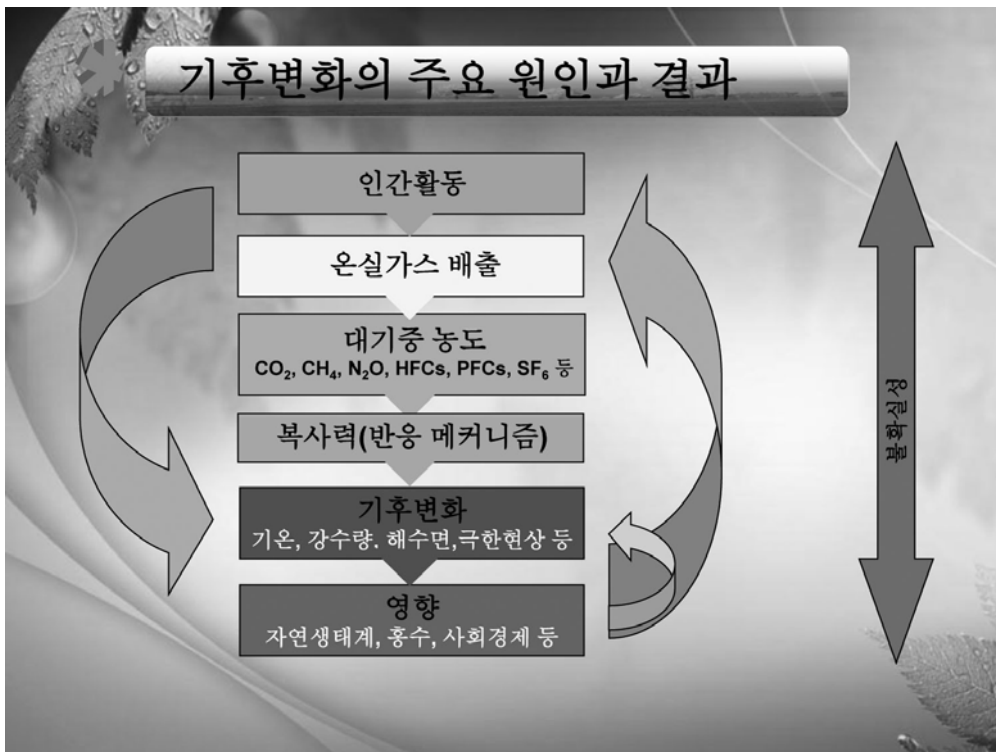 기후변화의 주요 원인과 결과
인간활동
온실가스 배출
대기중 농도
CO₂, CH₄, N₂O, HFCs, PFCs, SF₆ 등
복사력(반응 메커니즘)
기후변화
기온, 강수량. 해수면,극한현상 등
영향
자연생태계, 홍수, 사회경제 등
불확실성